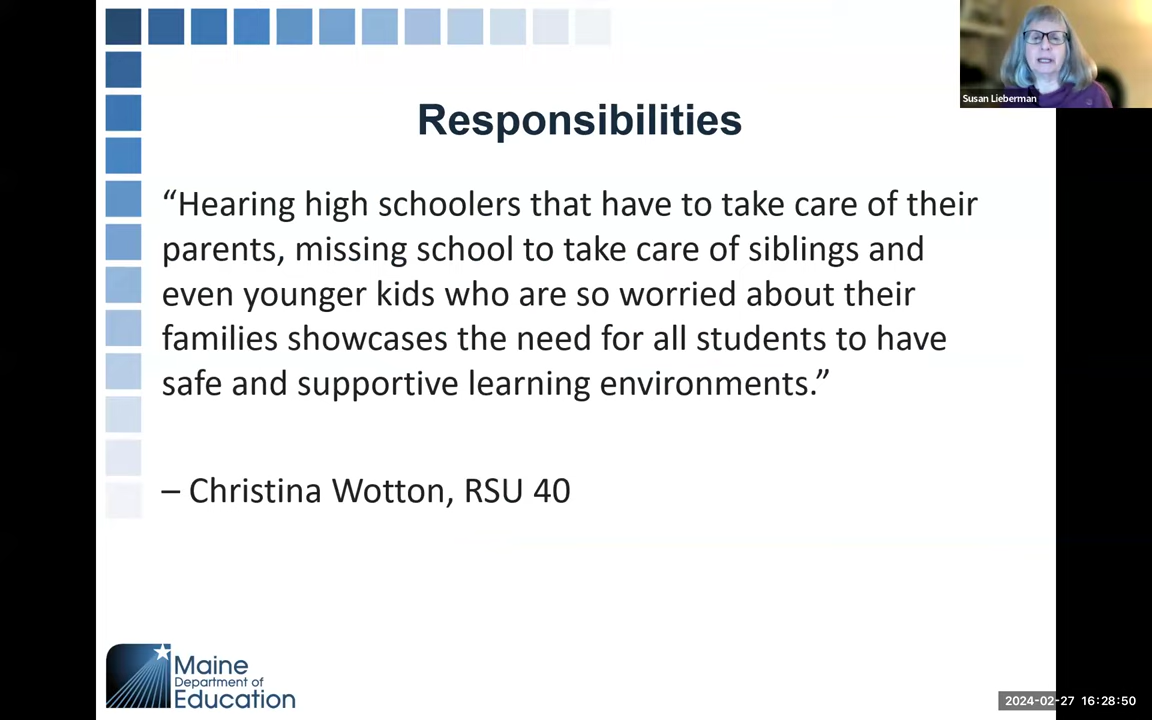 Susan Lieberman
Responsibilities
“Hearing high schoolers that have to take care of their
parents, missing school to take care of siblings and
even younger kids who are so worried about their
families showcases the need for all students to have
safe and supportive learning environments.”
– Christina Wotton, RSU 40
Maine
Department of
Education
2024-02-27 16:28:50